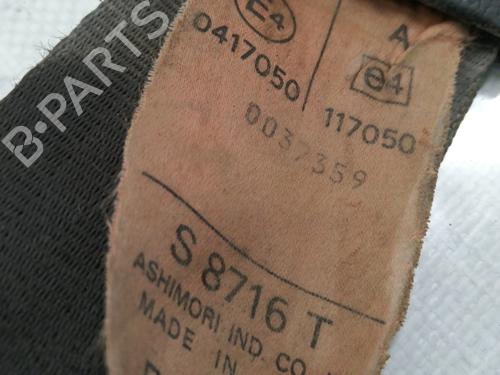 E4
A
0417050
e4
117050
0037359
S 8716 T
ASHIMORI IND. CO.
MADE IN
B-PARTS